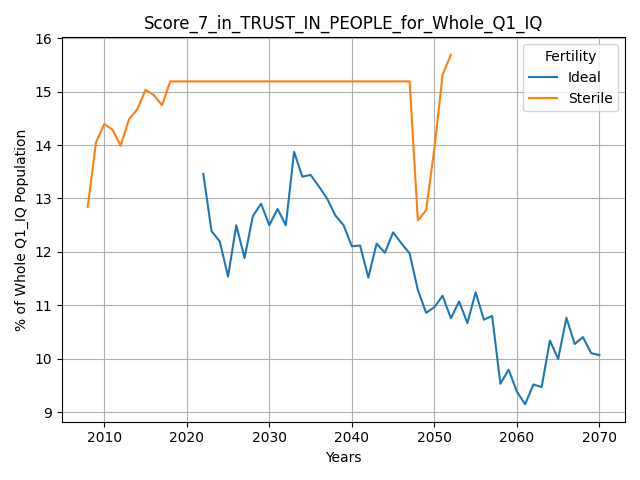 Score_7_in_TRUST_IN_PEOPLE_for_Whole_Q1_IQ
% of Whole Q1_IQ Population
16
15
14
13
12
11
10
9
Fertility
Ideal
Sterile
2010 2020 2030 2040 2050 2060 2070
Years